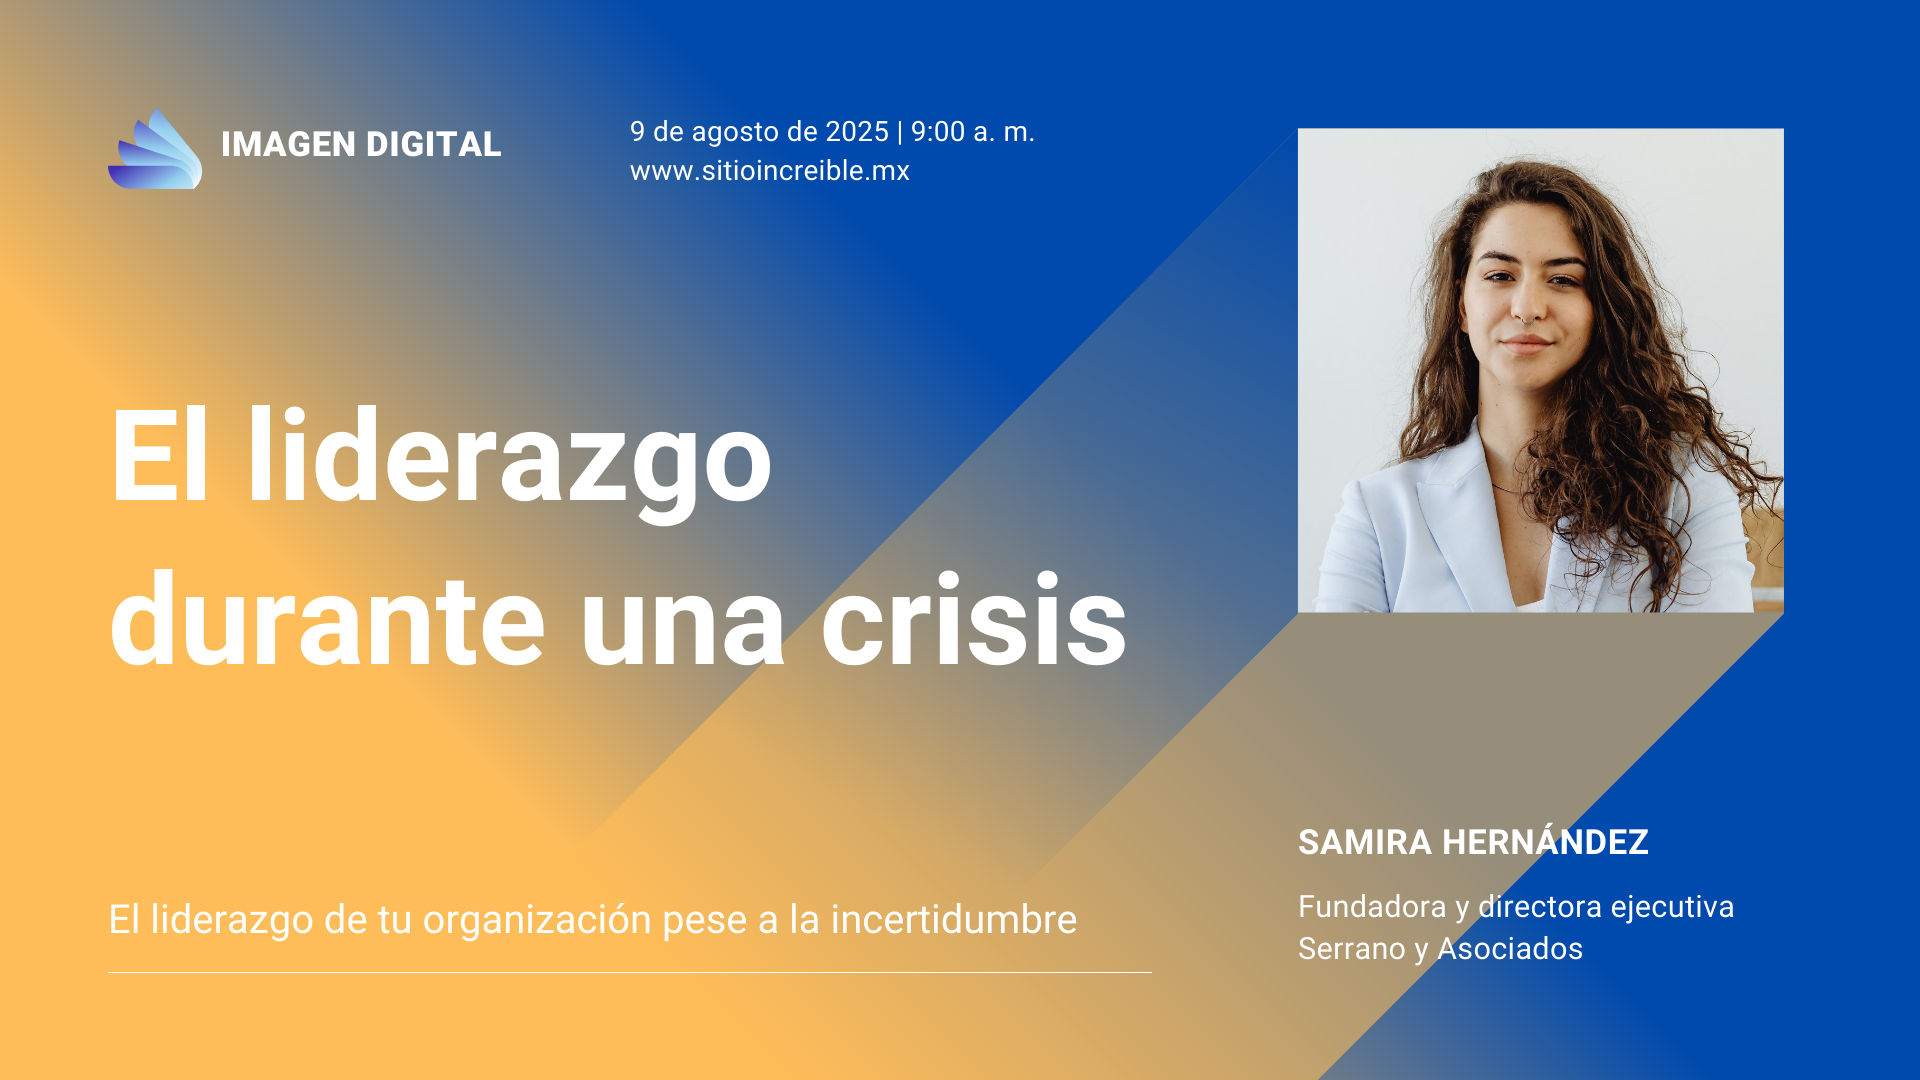 IMAGEN DIGITAL
9 de agosto de 2025 | 9:00 a. m.
www.sitioincreible.mx
El liderazgo
durante una crisis
El liderazgo de tu organización pese a la incertidumbre
SAMIRA HERNÁNDEZ
Fundadora y directora ejecutiva
Serrano y Asociados